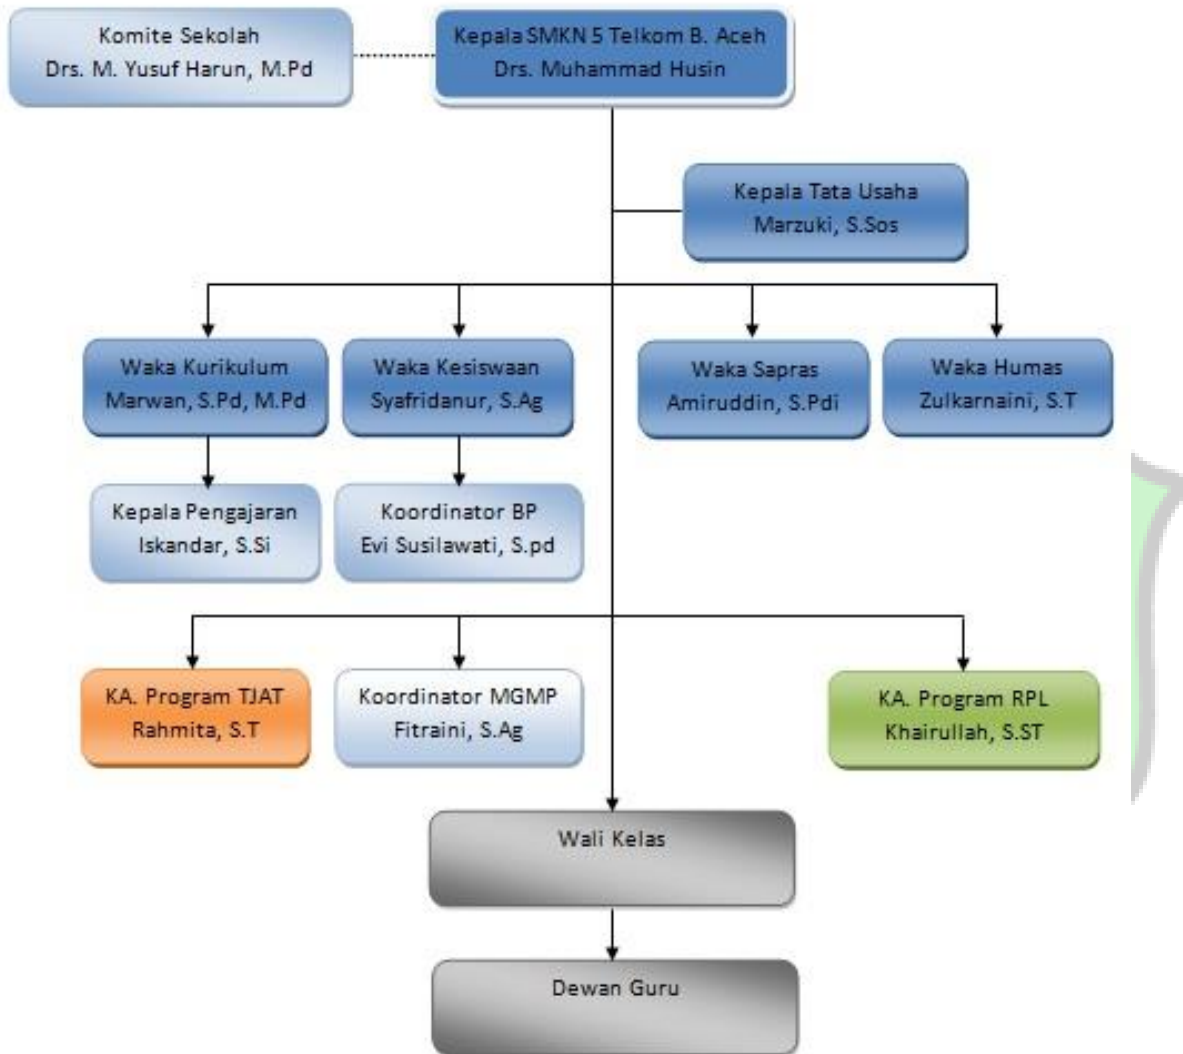 Komite Sekolah
Drs. M. Yusuf Harun, M.Pd
Kepala SMKN 5 Telkom B. Aceh
Drs. Muhammad Husin
Kepala Tata Usaha
Marzuki, S.Sos
Waka Kurikulum
Marwan, S.Pd, M.Pd
Waka Kesiswaan
Syafridanur, S.Ag
Waka Sapras
Amiruddin, S.Pdi
Waka Humas
Zulkarnaini, S.T
Kepala Pengajaran
Iskandar, S.Si
Koordinator BP
Evi Susilawati, S.pd
KA. Program TJAT
Rahmita, S.T
Koordinator MGMP
Fitraini, S.Ag
KA. Program RPL
Khairullah, S.ST
Wali Kelas
Dewan Guru